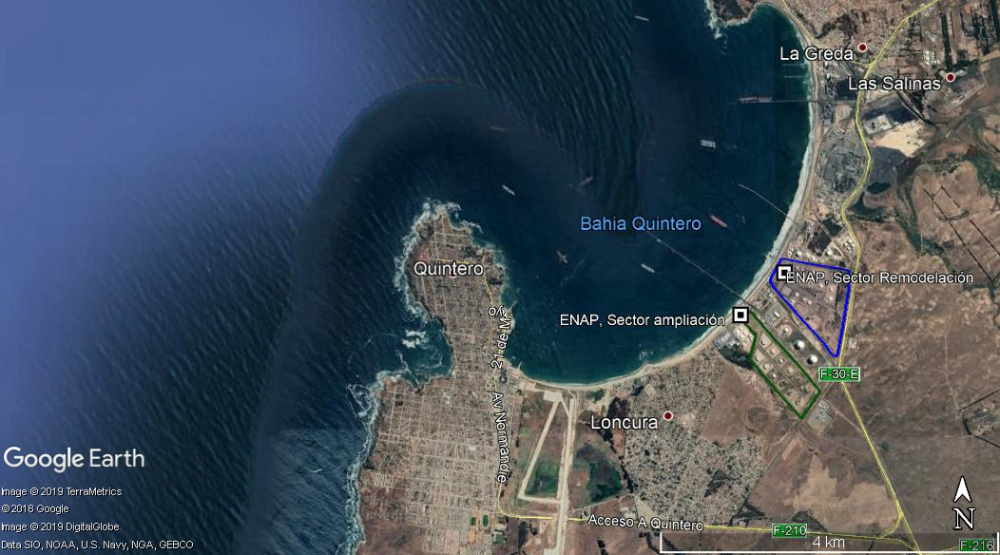 La Greda
Las Salinas
Bahia Quintero
Quintero
ENAP, Sector Remodelación
ENAP, Sector ampliación
21 de M
yo
F-30-E
Av Normandie
Loncura
Google Earth
Image © 2019 TerraMetrics
© 2018 Google
Image © 2019 DigitalGlobe
Data SIO, NOAA, U.S. Navy, NGA, GEBCO
Acceso A Quintero
F-210
4 km
N
F-216